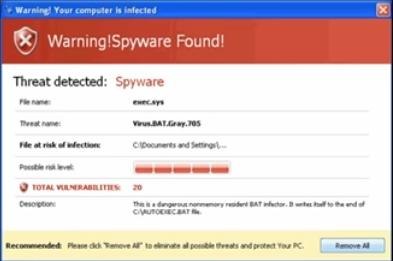 Warning! Your computer is infected
Warning!Spyware Found!
Threat detected: Spyware
File name: exec.sys
Threat name: Virus.BAT.Gray.705
File at risk of infection: C:\Documents and Settings\,...
Possible risk level:
TOTAL VULNERABILITIES: 20
Description: This is a dangerous nonmemory resident BAT infector. It writes itself to the end of
C:\AUTOEXEC.BAT file.
Recommended: Please click "Remove All" to eliminate all possible threats and protect Your PC. Remove All